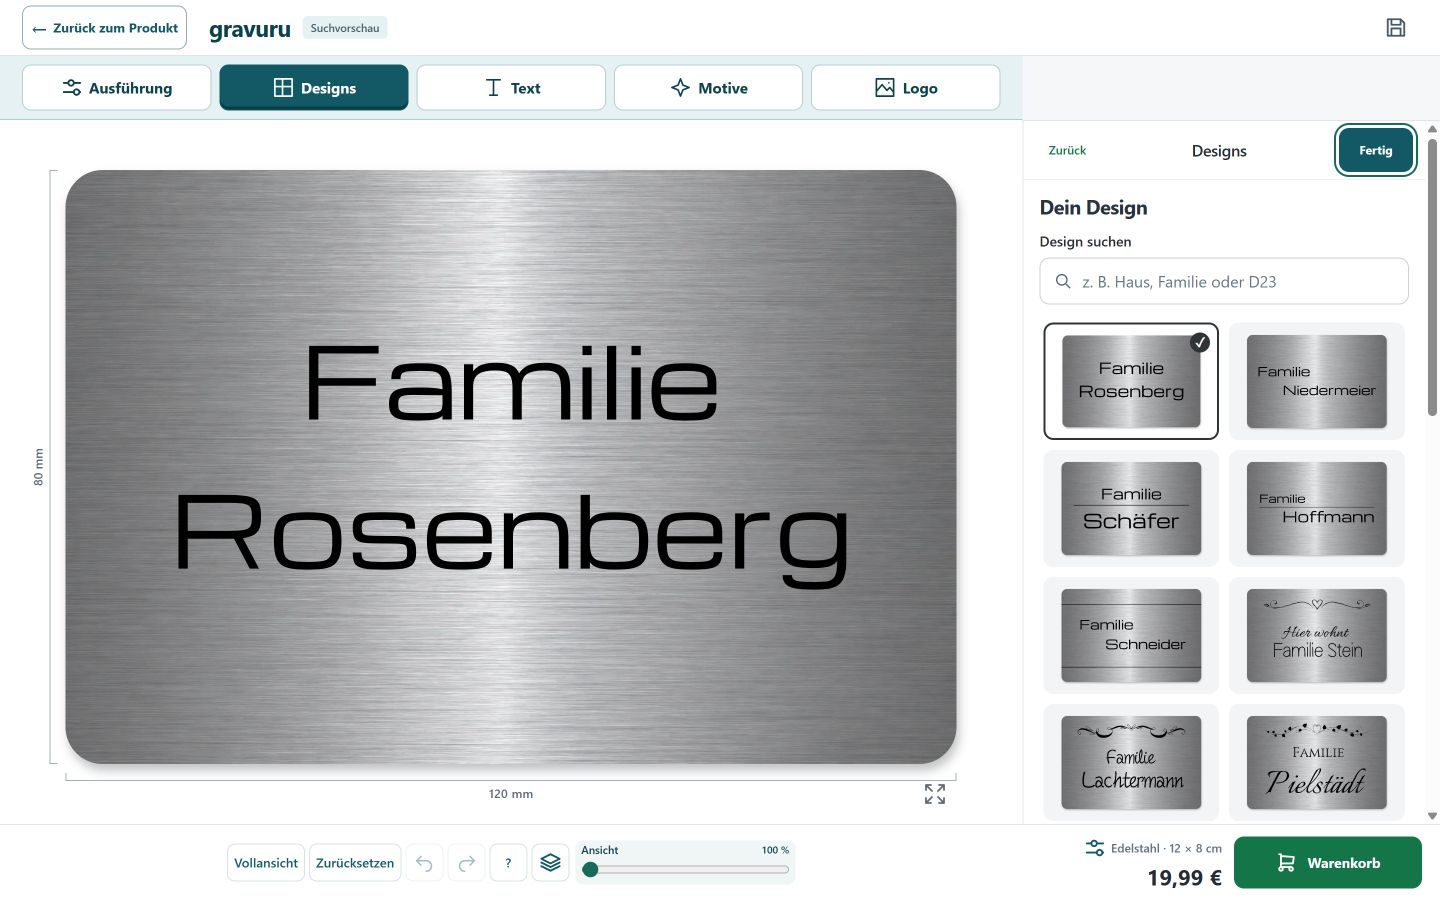 ← Zurück zum Produkt
gravuru
Suchvorschau
Ausführung
Designs
Text
Motive
Logo
Zurück
Designs
Fertig
Dein Design
Design suchen
z. B. Haus, Familie oder D23
Familie
Rosenberg
80 mm
120 mm
Familie
Rosenberg
Familie
Niedermeier
Familie
Schäfer
Familie
Hoffmann
Familie
Schneider
Hier wohnt
Familie Stein
Familie
Lachtermann
Familie
Pielstädt
Vollansicht
Zurücksetzen
?
Ansicht
100 %
Edelstahl · 12 × 8 cm
19,99 €
Warenkorb